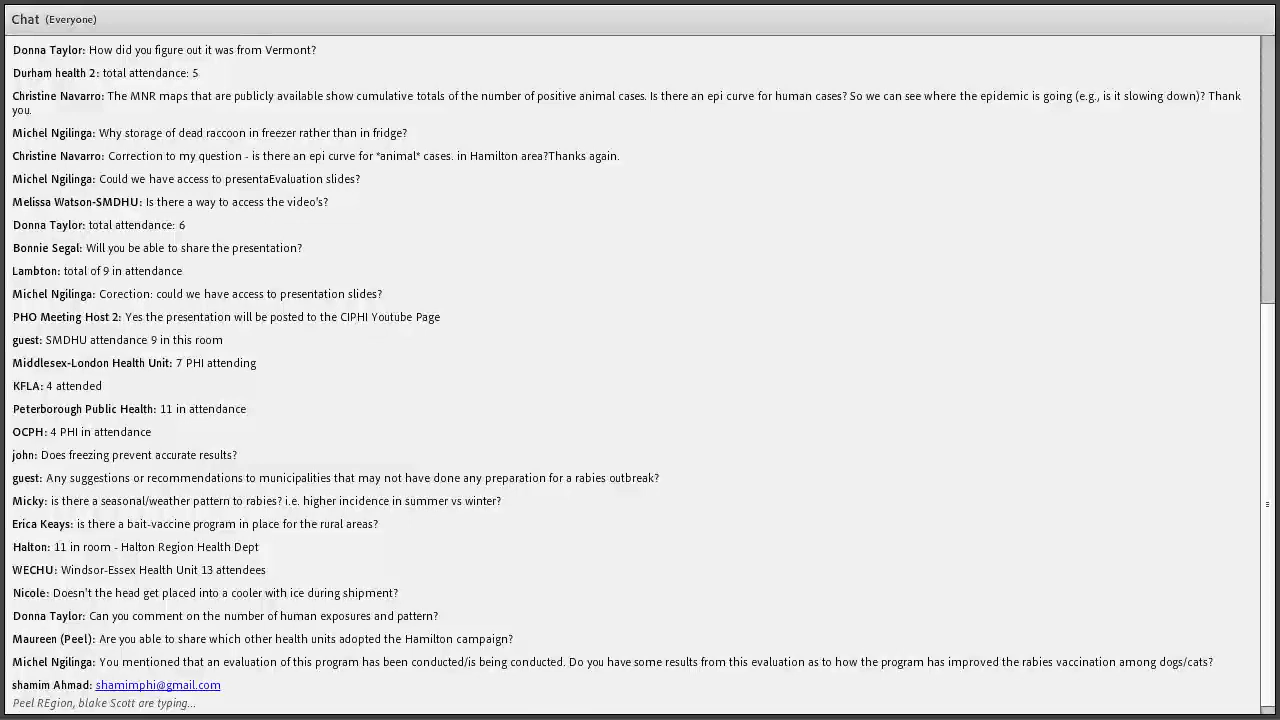 Chat (Everyone)
Donna Taylor: How did you figure out it was from Vermont?
Durham health 2: total attendance: 5
Christine Navarro: The MNR maps that are publicly available show cumulative totals of the number of positive animal cases. Is there an epi curve for human cases? So we can see where the epidemic is going (e.g., is it slowing down)? Thank
you.
Michel Ngilinga: Why storage of dead raccoon in freezer rather than in fridge?
Christine Navarro: Correction to my question - is there an epi curve for *animal* cases. in Hamilton area?Thanks again.
Michel Ngilinga: Could we have access to presentaEvaluation slides?
Melissa Watson-SMDHU: Is there a way to access the video's?
Donna Taylor: total attendance: 6
Bonnie Segal: Will you be able to share the presentation?
Lambton: total of 9 in attendance
Michel Ngilinga: Corection: could we have access to presentation slides?
PHO Meeting Host 2: Yes the presentation will be posted to the CIPHI Youtube Page
guest: SMDHU attendance 9 in this room
Middlesex-London Health Unit: 7 PHI attending
KFLA: 4 attended
Peterborough Public Health: 11 in attendance
OCPH: 4 PHI in attendance
john: Does freezing prevent accurate results?
guest: Any suggestions or recommendations to municipalities that may not have done any preparation for a rabies outbreak?
Micky: is there a seasonal/weather pattern to rabies? i.e. higher incidence in summer vs winter?
Erica Keays: is there a bait-vaccine program in place for the rural areas?
Halton: 11 in room - Halton Region Health Dept
WECHU: Windsor-Essex Health Unit 13 attendees
Nicole: Doesn't the head get placed into a cooler with ice during shipment?
Donna Taylor: Can you comment on the number of human exposures and pattern?
Maureen (Peel): Are you able to share which other health units adopted the Hamilton campaign?
Michel Ngilinga: You mentioned that an evaluation of this program has been conducted/is being conducted. Do you have some results from this evaluation as to how the program has improved the rabies vaccination among dogs/cats?
shamim Ahmad: shamimphi@gmail.com
Peel REgion, blake Scott are typing...